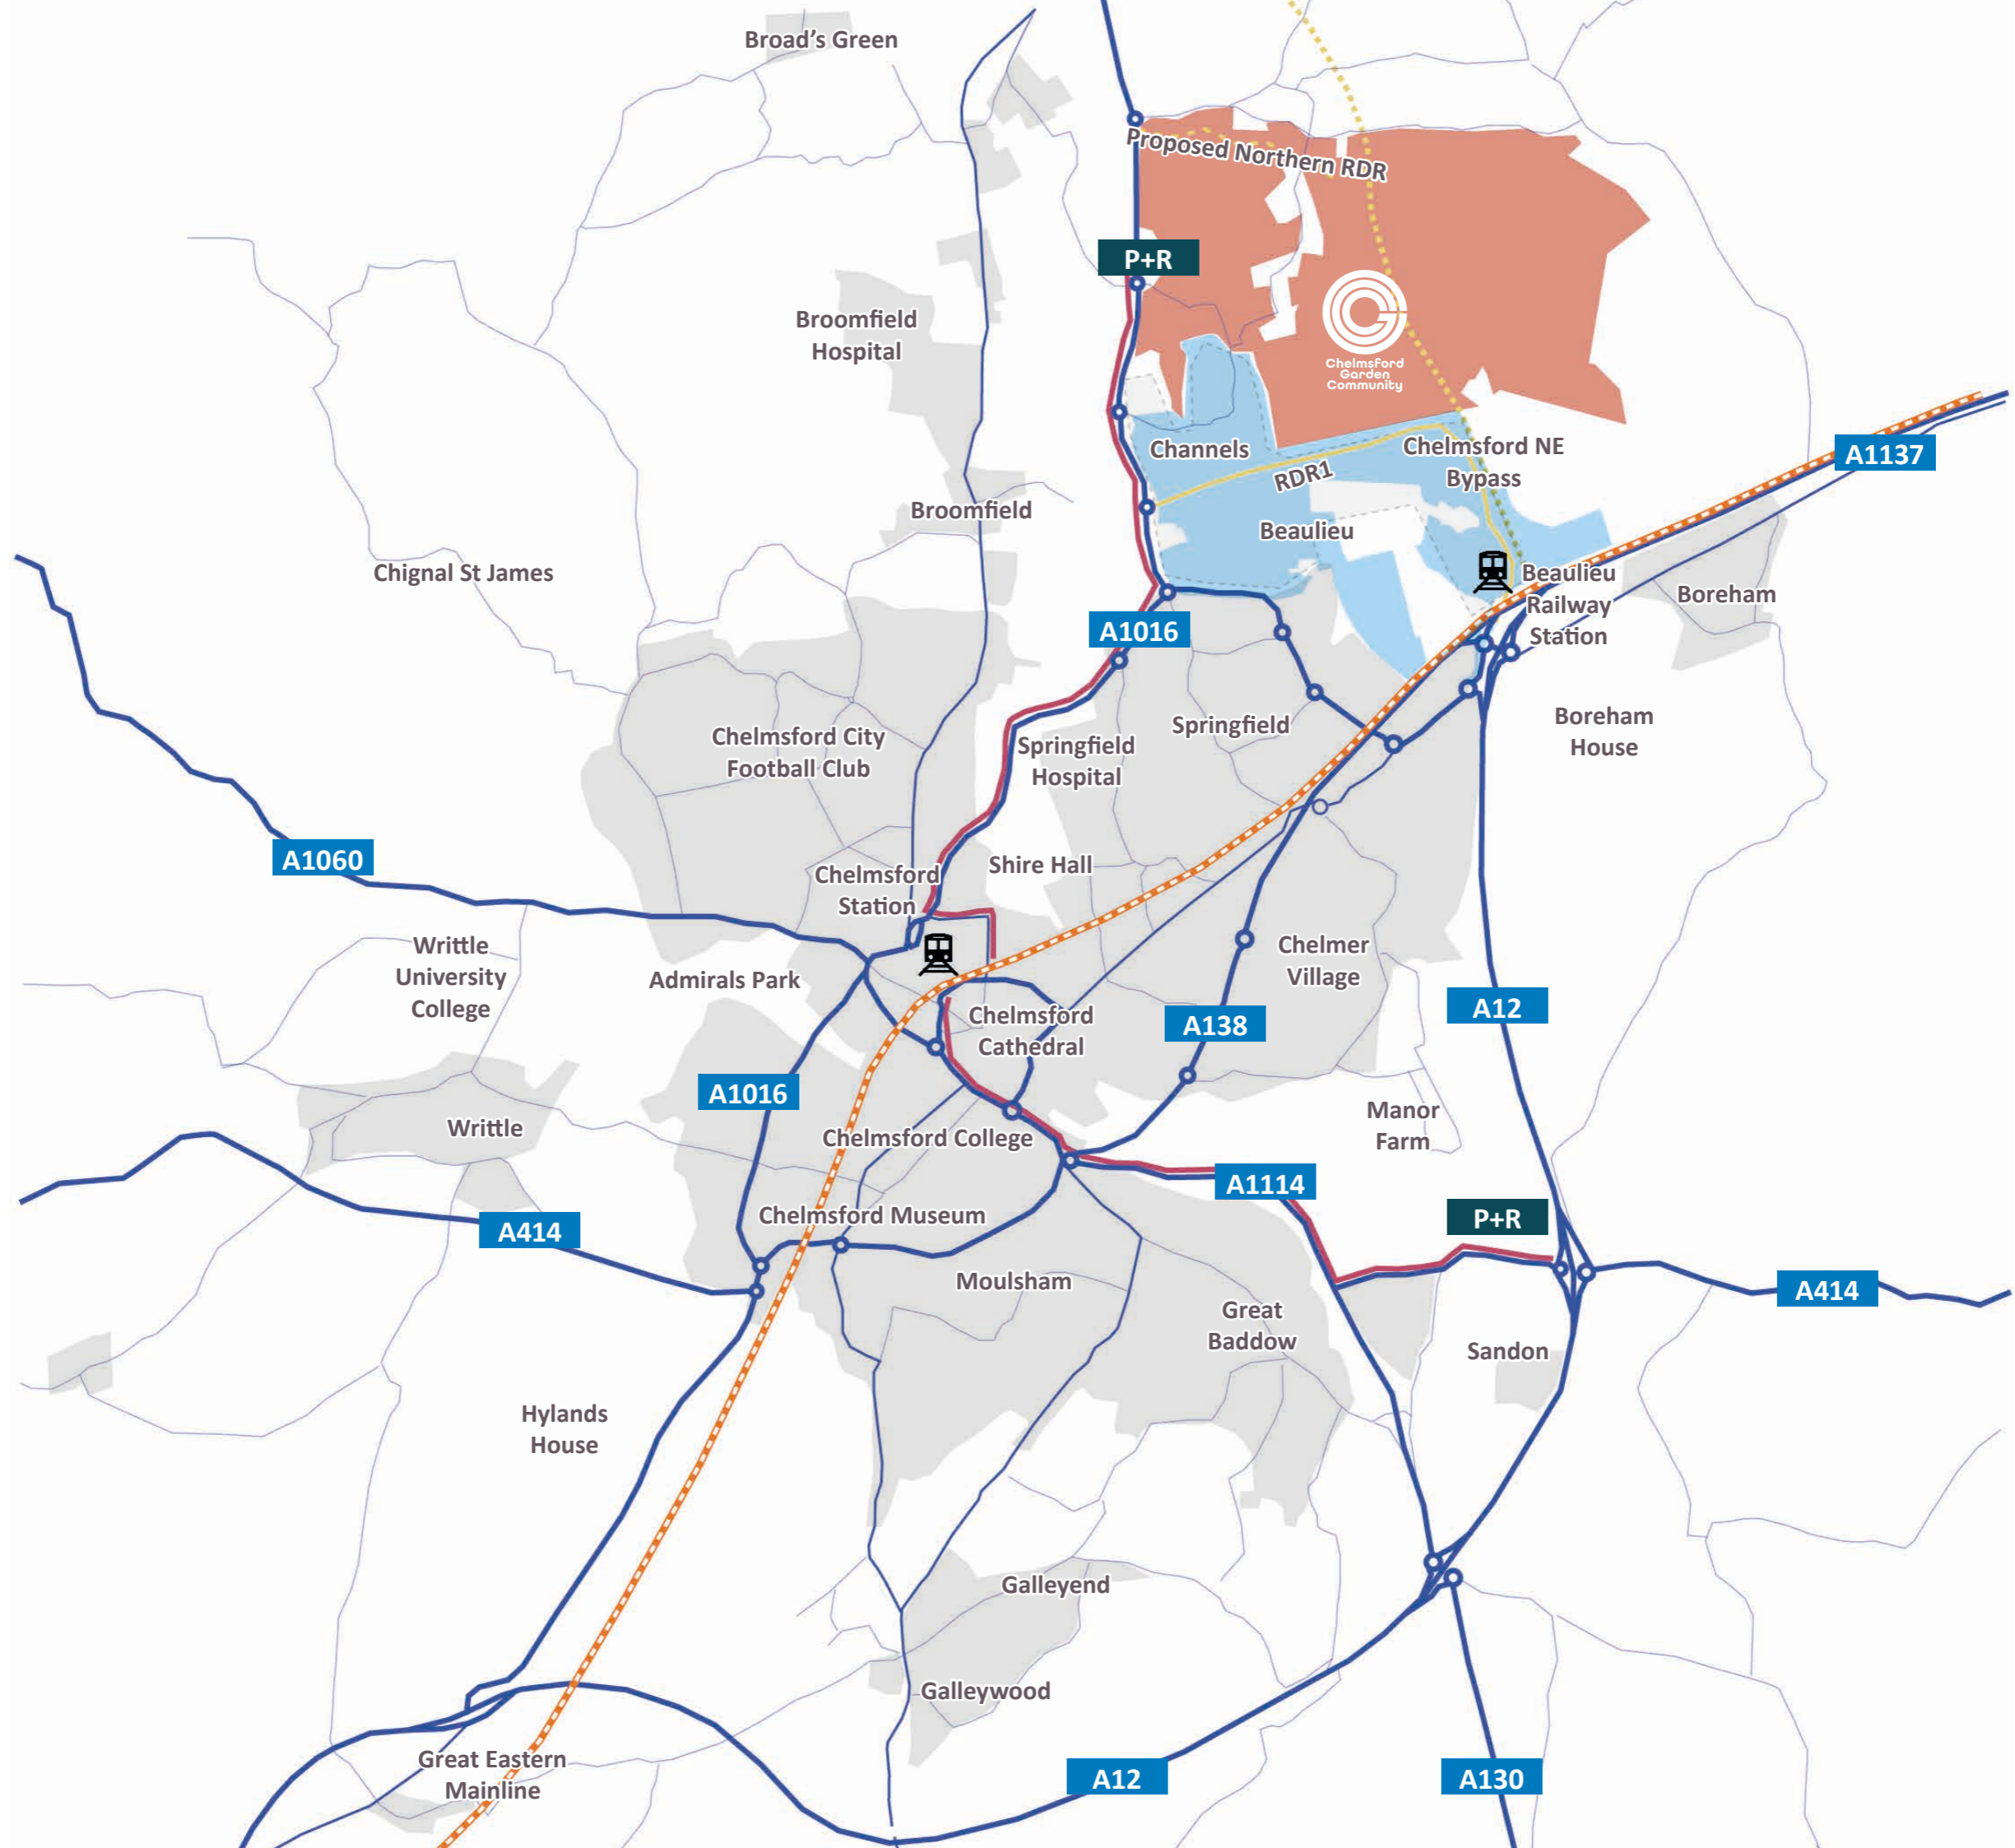 Broad's Green
Proposed Northern RDR
P+R
Broomfield
Hospital
Chelmsford
Garden
Community
Channels
RDR1
Chelmsford NE
Bypass
A1137
Broomfield
Beaulieu
Chignal St James
Beaulieu
Railway
Station
Boreham
A1016
Chelmsford City
Football Club
Springfield
Hospital
Springfield
Boreham
House
A1060
Chelmsford
Station
Shire Hall
Writtle
University
College
Admirals Park
Chelmer
Village
Chelmsford
Cathedral
A138
A12
A1016
Writtle
Chelmsford College
Manor
Farm
A1114
A414
Chelmsford Museum
P+R
Moulsham
Great
Baddow
A414
Sandon
Hylands
House
Galleyend
Galleywood
Great Eastern
Mainline
A12
A130